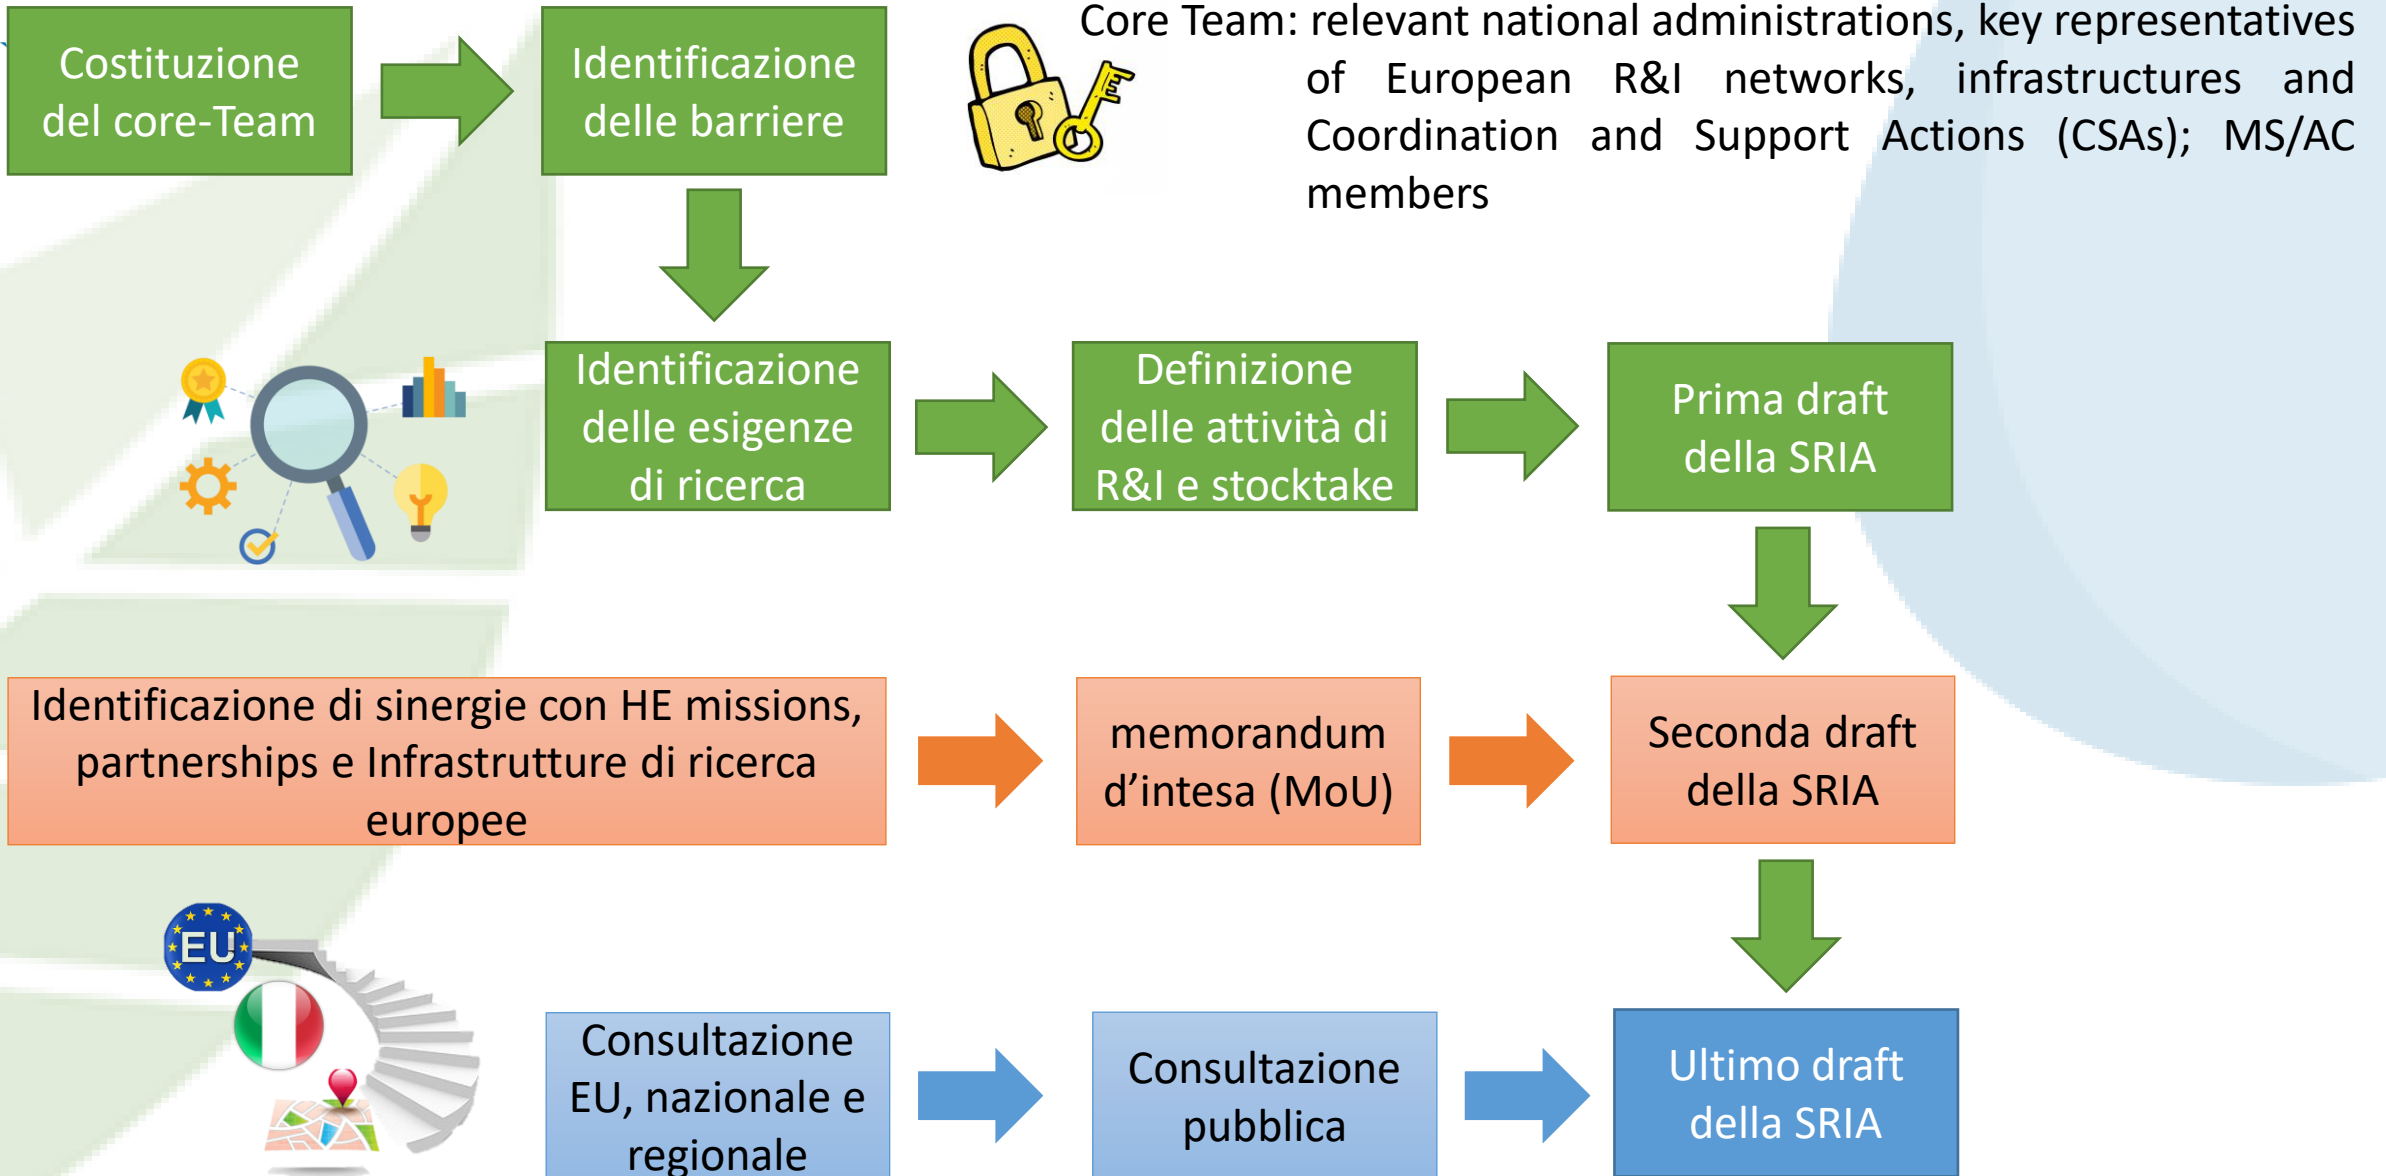 Costituzione
del core-Team
Identificazione
delle barriere
Core Team: relevant national administrations, key representatives
of European R&I networks, infrastructures and
Coordination and Support Actions (CSAs); MS/AC
members
Identificazione
delle esigenze
di ricerca
Definizione
delle attività di
R&I e stocktake
Prima draft
della SRIA
Identificazione di sinergie con HE missions,
partnerships e Infrastrutture di ricerca
europee
memorandum
d’intesa (MoU)
Seconda draft
della SRIA
EU
Consultazione
EU, nazionale e
regionale
Consultazione
pubblica
Ultimo draft
della SRIA